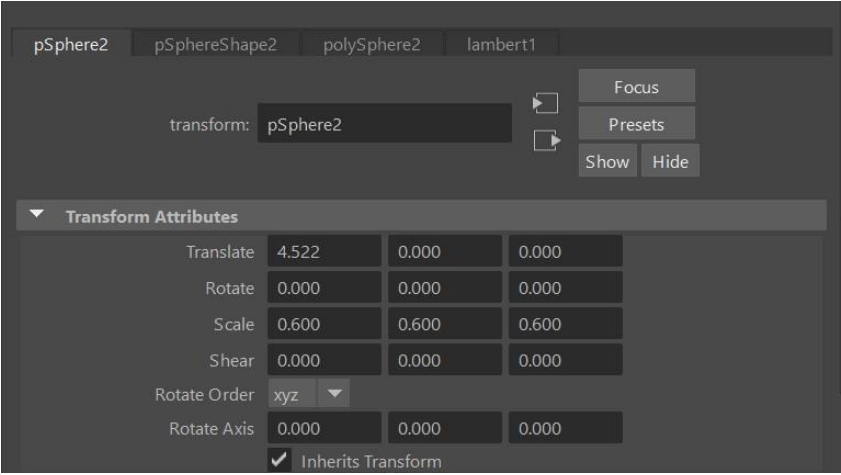 pSphere2 pSphereShape2 polySphere2 lambert1
Focus
transform: pSphere2 Presets
Show Hide
Transform Attributes
Translate 4.522 0.000 0.000
Rotate 0.000 0.000 0.000
Scale 0.600 0.600 0.600
Shear 0.000 0.000 0.000
Rotate Order xyz
Rotate Axis 0.000 0.000 0.000
Inherits Transform